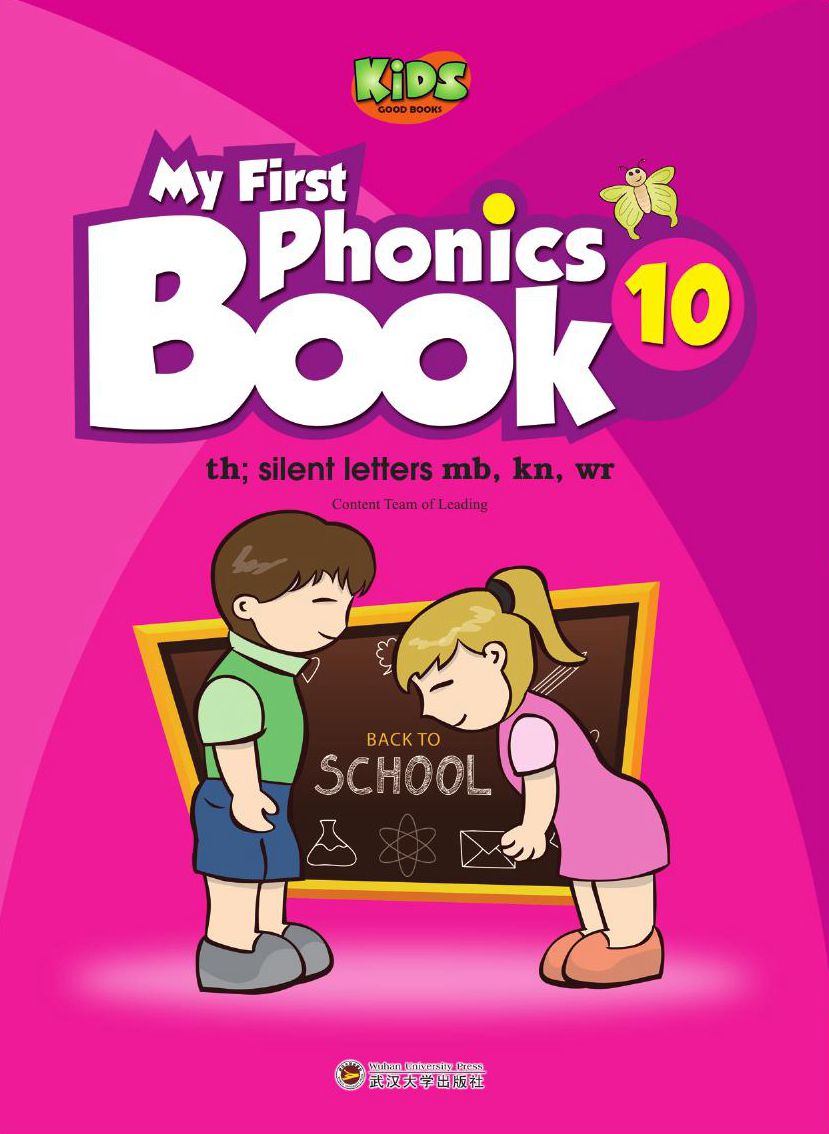 KiDS
GOOD BOOKS
My First
Phonics
Book 10
th; silent letters mb, kn, wr
Content Team of Leading
BACK TO
SCHOOL
Wuhan University Press
武汉大学出版社